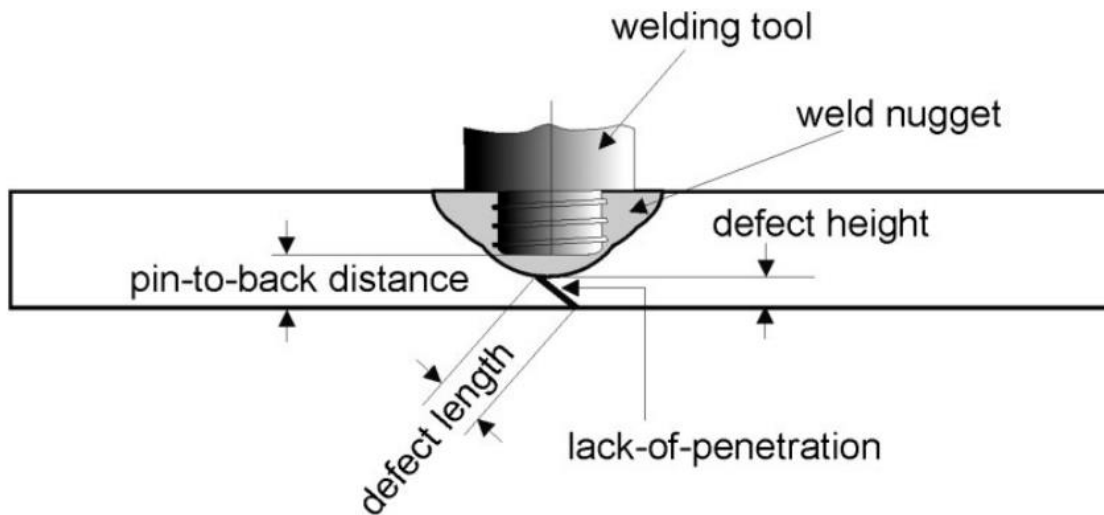 welding tool
weld nugget
defect height
pin-to-back distance
defect length
lack-of-penetration